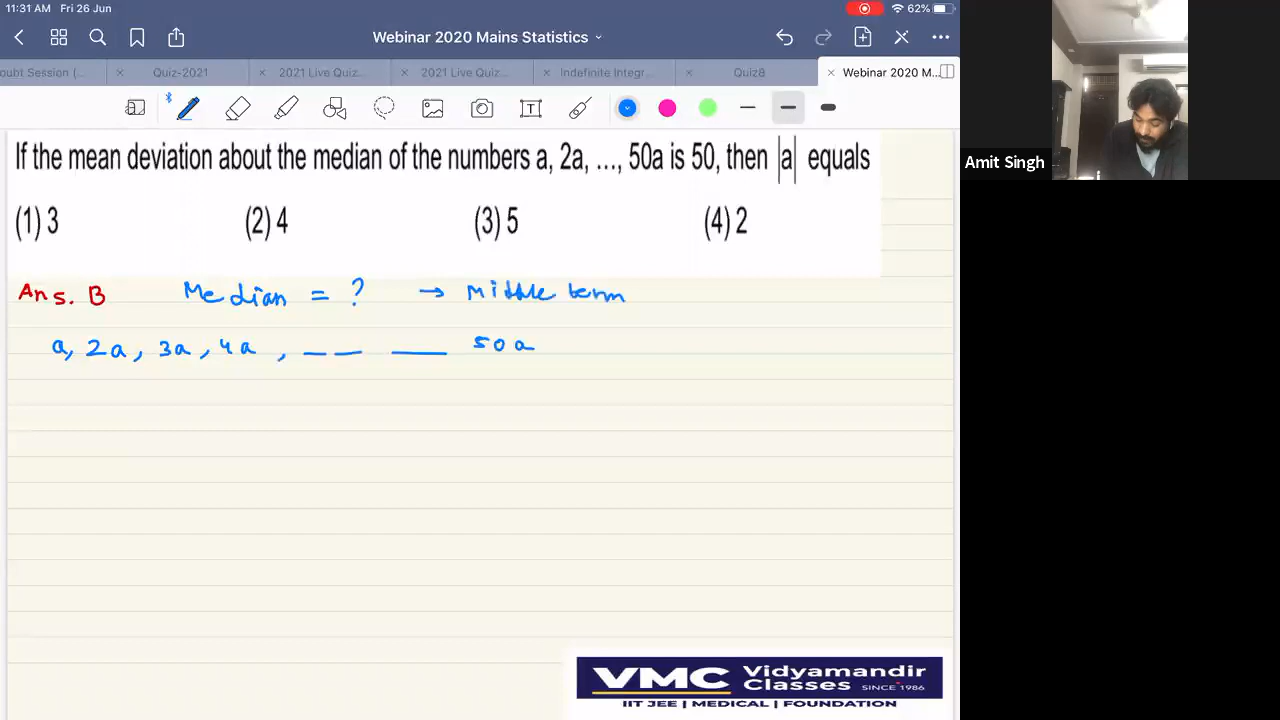 11:31 AM Fri 26 Jun
62%
Webinar 2020 Mains Statistics
oubt Session (...
Quiz-2021
2021 Live Quiz...
2021 Live Quiz...
Indefinite Integr...
Quiz8
Webinar 2020 M...
T
Amit Singh
If the mean deviation about the median of the numbers a, 2a, ..., 50a is 50, then |a| equals
(1) 3 (2) 4 (3) 5 (4) 2
Ans. B Median = ? → Middle term
a, 2a, 3a, 4a, __ __ ___ 50a
VMC Vidyamandir Classes SINCE 1986
IIT JEE | MEDICAL | FOUNDATION